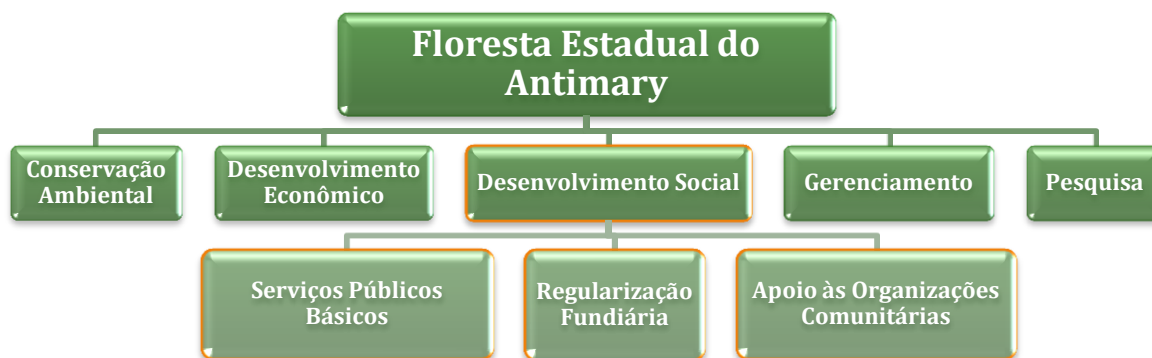 Floresta Estadual do
Antimary
Conservação
Ambiental
Desenvolvimento
Econômico
Desenvolvimento Social
Gerenciamento
Pesquisa
Serviços Públicos
Básicos
Regularização
Fundiária
Apoio às Organizações
Comunitárias